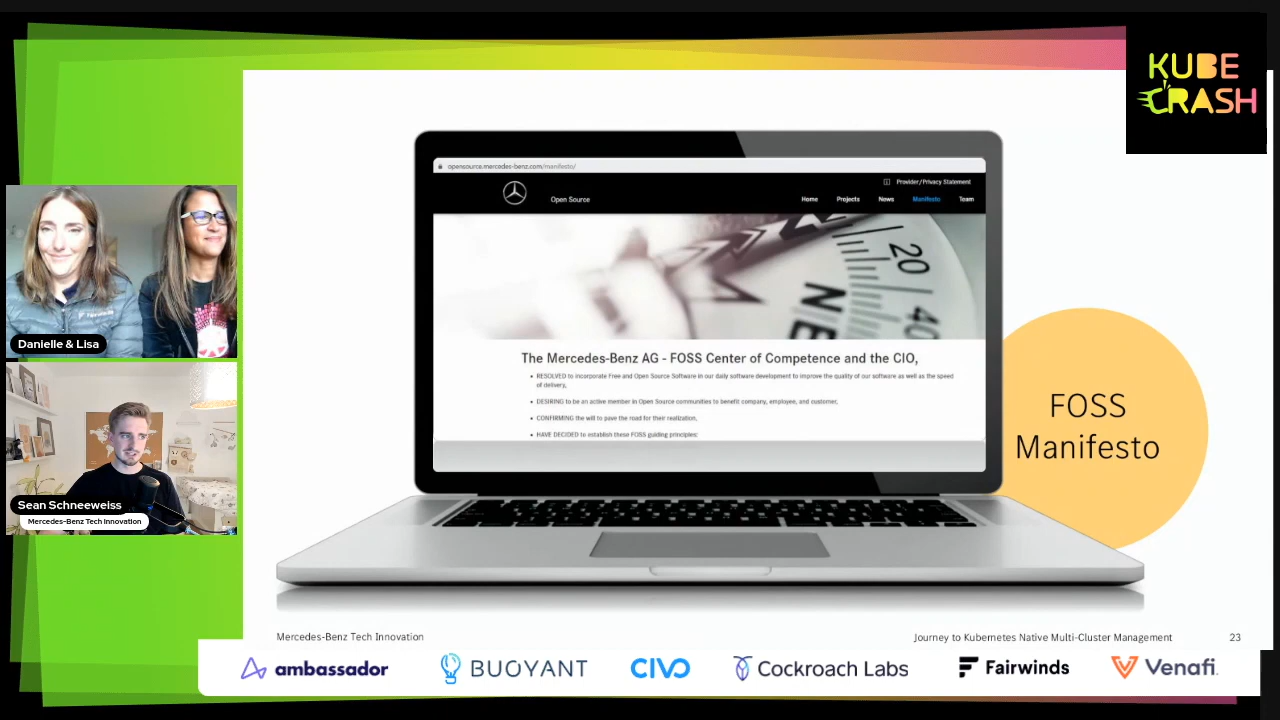 KUBE
CRASH
opensource.mercedes-benz.com/manifesto/
Provider/Privacy Statement
Open Source
Home Projects News Manifesto Team
20
40
NE
The Mercedes-Benz AG - FOSS Center of Competence and the CIO,
• RESOLVED to incorporate Free and Open Source Software in our daily software development to improve the quality of our software as well as the speed
of delivery,
• DESIRING to be an active member in Open Source communities to benefit company, employee, and customer,
• CONFIRMING the will to pave the road for their realization,
• HAVE DECIDED to establish these FOSS guiding principles:
FOSS
Manifesto
Danielle & Lisa
Sean Schneeweiss
Mercedes-Benz Tech Innovation
Mercedes-Benz Tech Innovation
Journey to Kubernetes Native Multi-Cluster Management 23
ambassador BUOYANT CIVO Cockroach Labs Fairwinds Venafi.